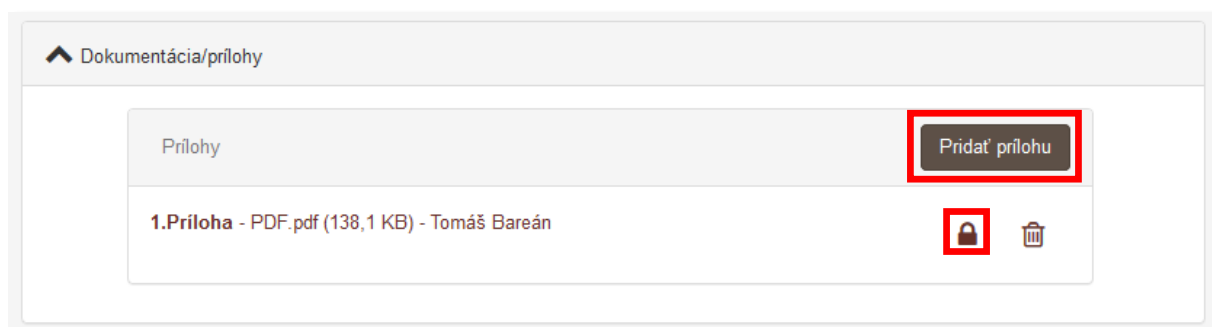 Dokumentácia/prílohy
Prílohy
Pridať prílohu
1.Príloha - PDF.pdf (138,1 KB) - Tomáš Bareán